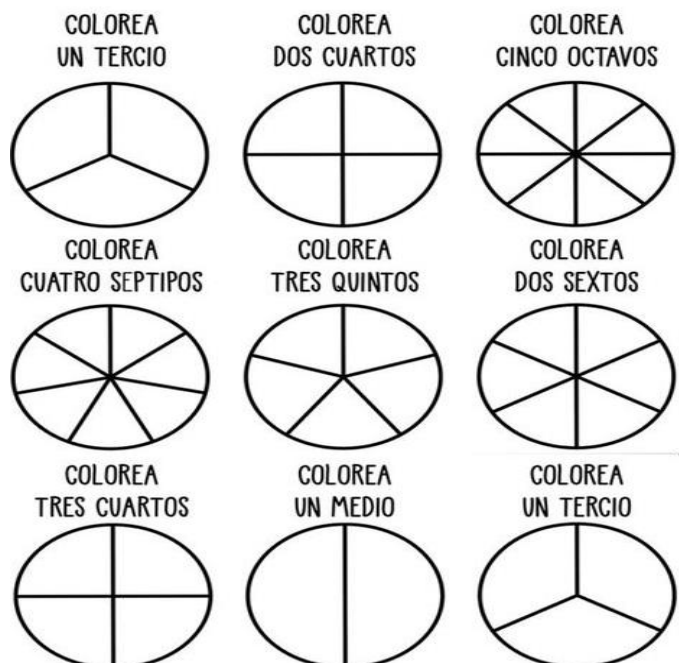 COLOREA
UN TERCIO
COLOREA
DOS CUARTOS
COLOREA
CINCO OCTAVOS
COLOREA
CUATRO SEPTIPOS
COLOREA
TRES QUINTOS
COLOREA
DOS SEXTOS
COLOREA
TRES CUARTOS
COLOREA
UN MEDIO
COLOREA
UN TERCIO